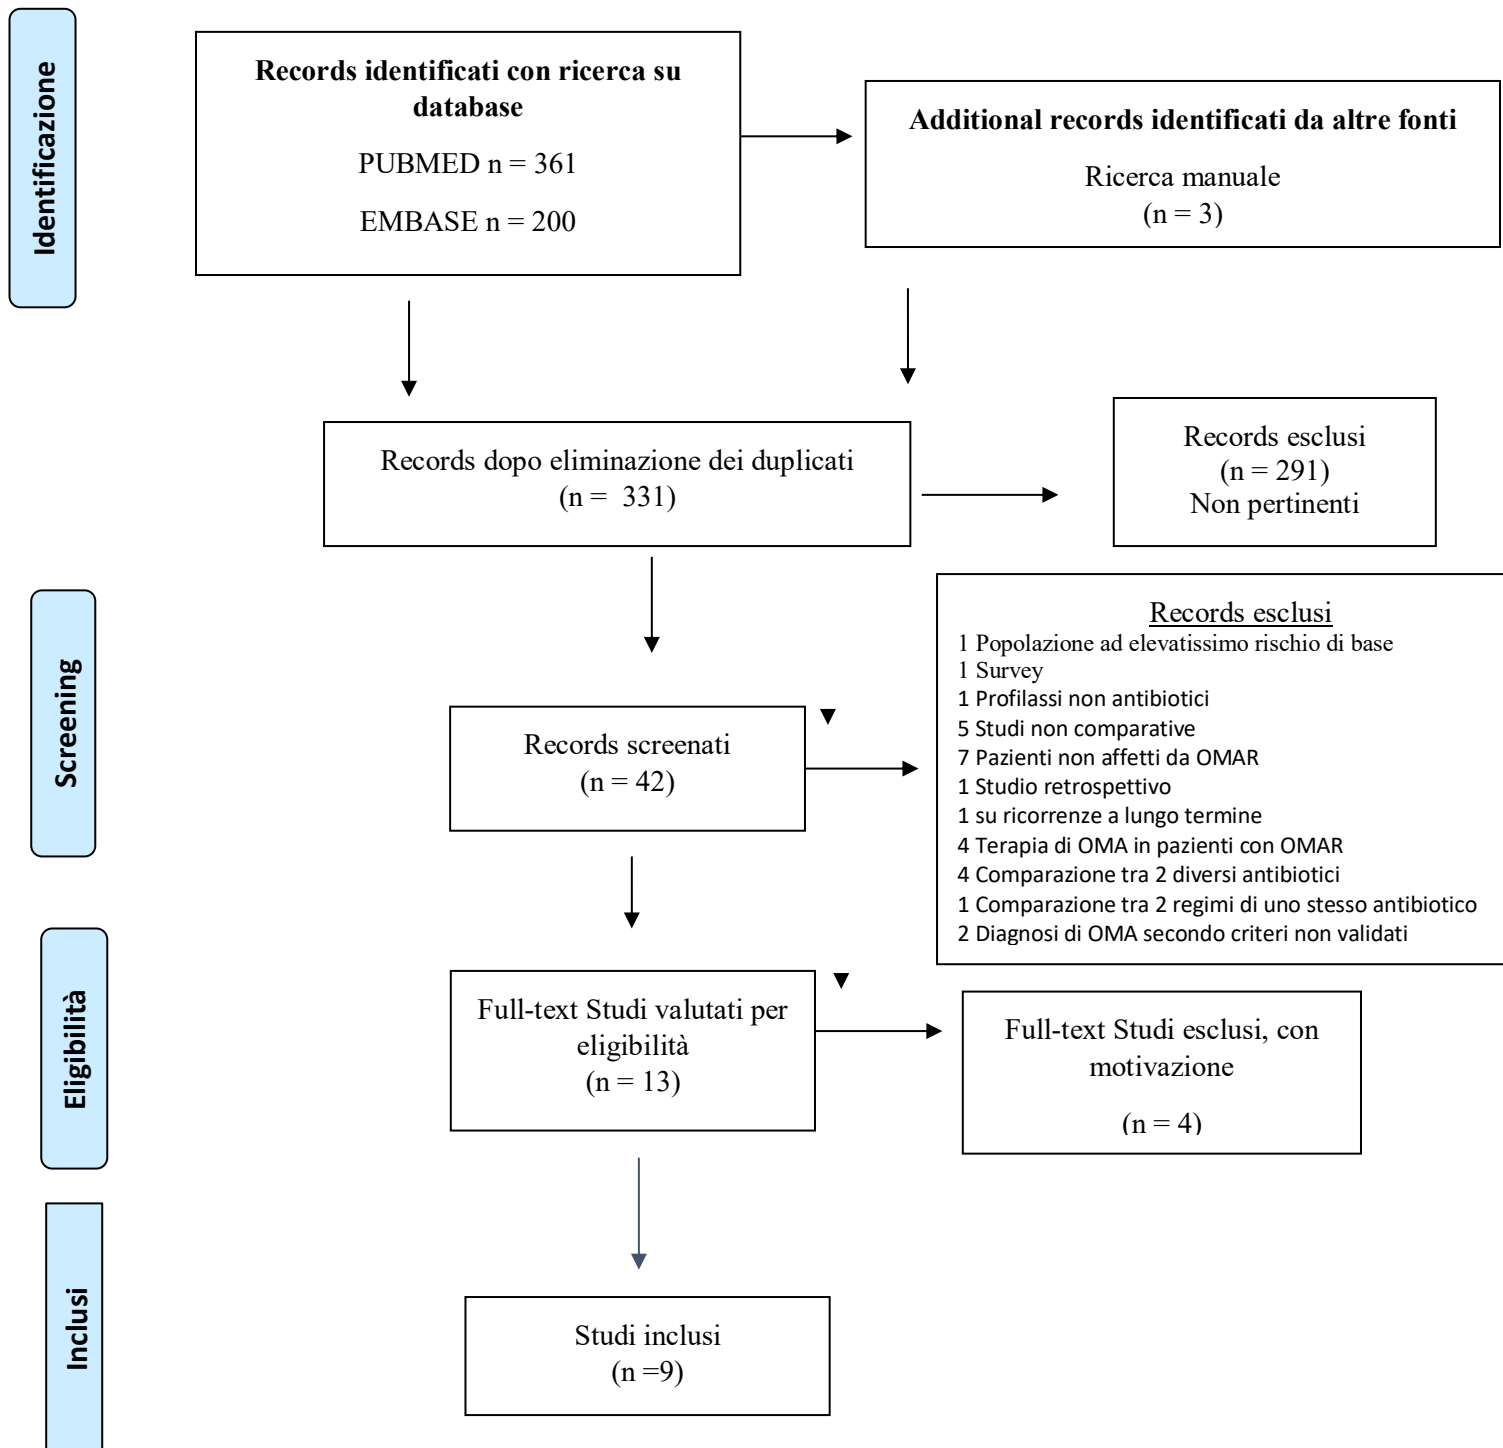 Identificazione
Records identificati con ricerca su
database
PUBMED n = 361
EMBASE n = 200
Additional records identificati da altre fonti
Ricerca manuale
(n = 3)
Records dopo eliminazione dei duplicati
(n = 331)
Records esclusi
(n = 291)
Non pertinenti
Screening
Records screenati
(n = 42)
Records esclusi
1 Popolazione ad elevatissimo rischio di base
1 Survey
1 Profilassi non antibiotici
5 Studi non comparative
7 Pazienti non affetti da OMAR
1 Studio retrospettivo
1 su ricorrenze a lungo termine
4 Terapia di OMA in pazienti con OMAR
4 Comparazione tra 2 diversi antibiotici
1 Comparazione tra 2 regimi di uno stesso antibiotico
2 Diagnosi di OMA secondo criteri non validati
Eligibilità
Full-text Studi valutati per
eligibilità
(n = 13)
Full-text Studi esclusi, con
motivazione
(n = 4)
Inclusi
Studi inclusi
(n =9)